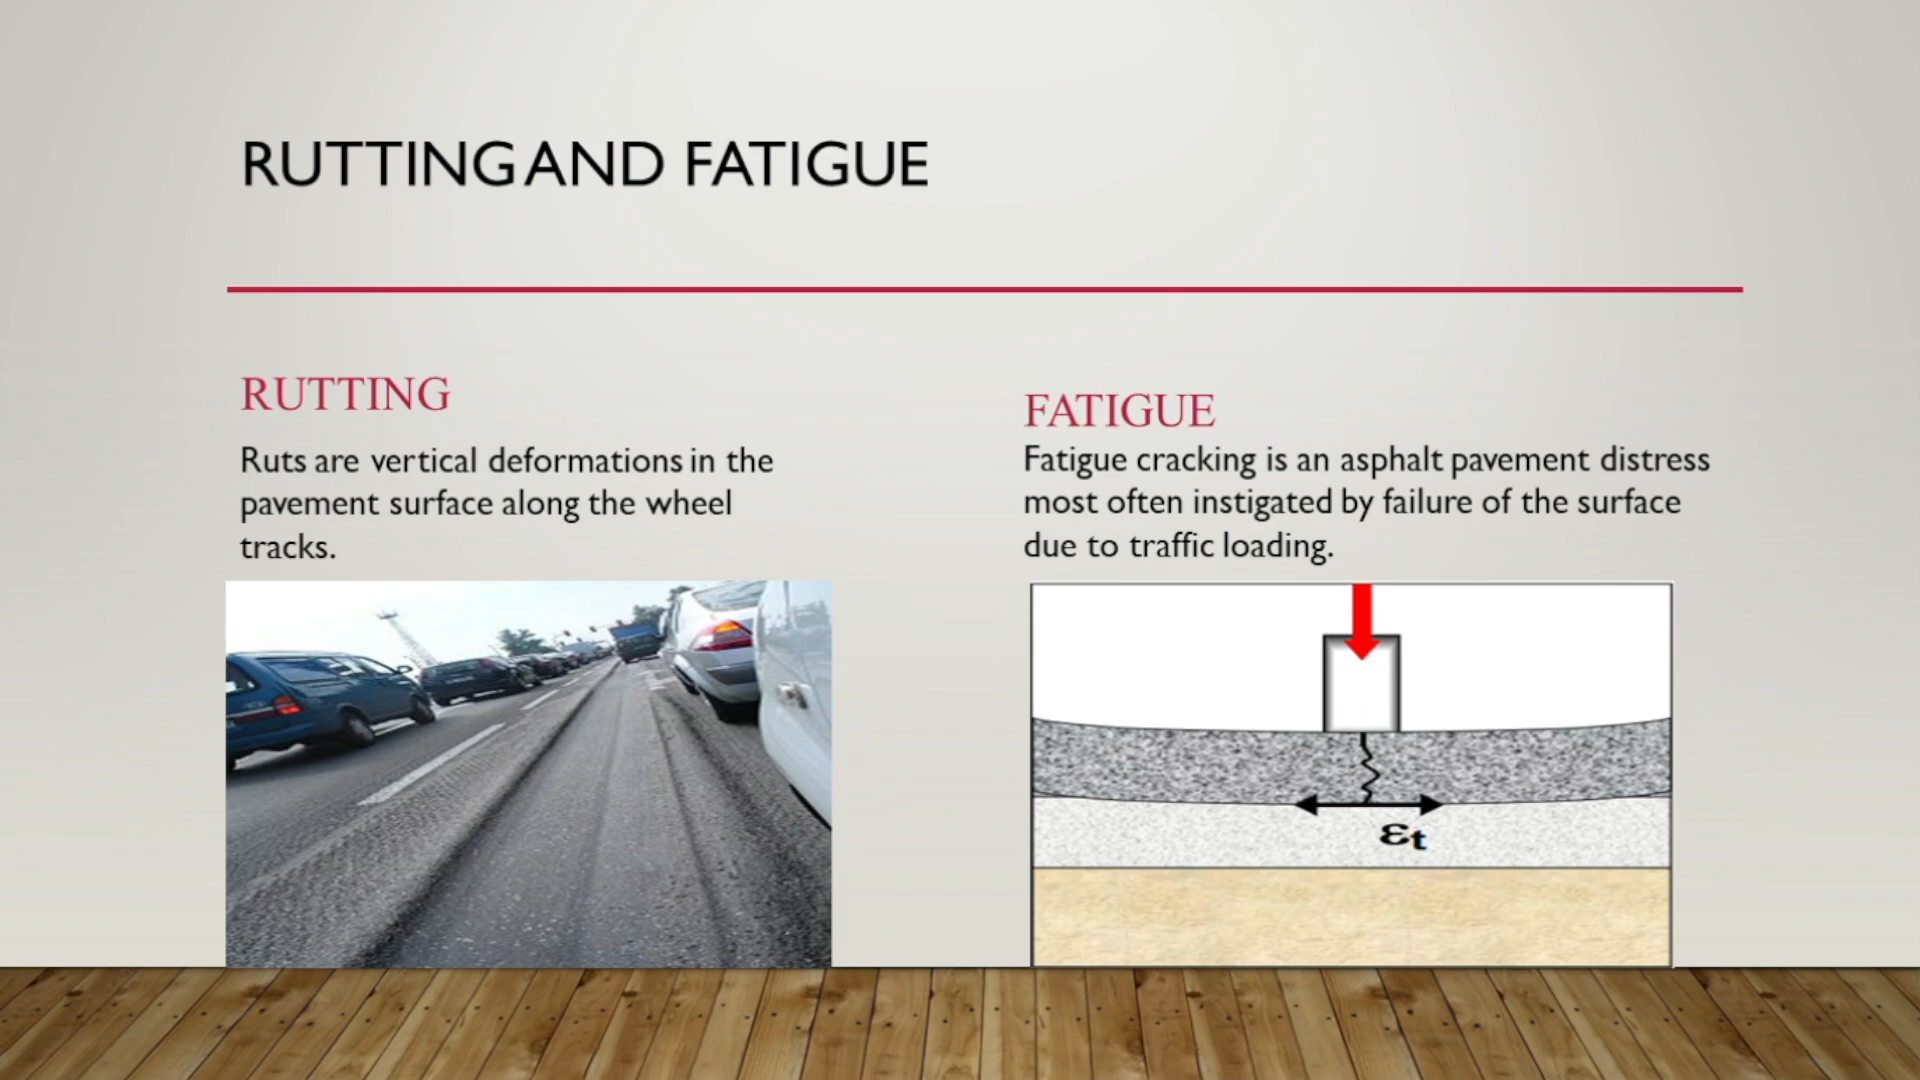 RUTTING AND FATIGUE
RUTTING
Ruts are vertical deformations in the
pavement surface along the wheel
tracks.
FATIGUE
Fatigue cracking is an asphalt pavement distress
most often instigated by failure of the surface
due to traffic loading.
εt